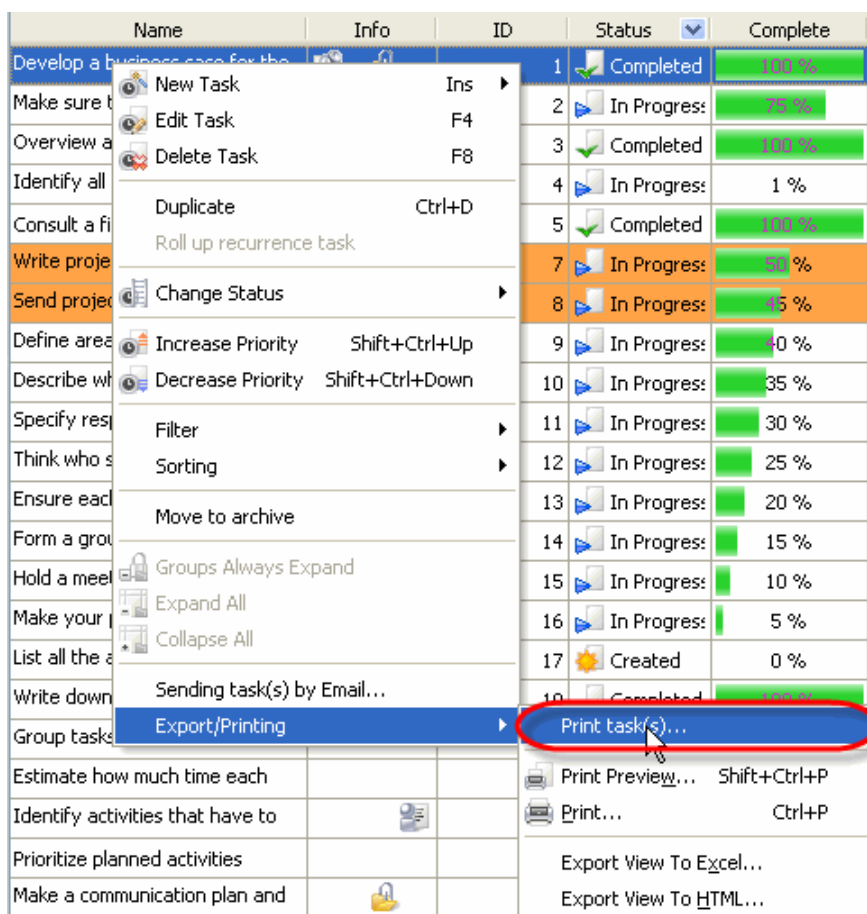 Name Info ID Status Complete
Develop a business case for the 1 Completed 100 %
New Task Ins
Make sure t 2 In Progress 75 %
Edit Task F4
Overview a 3 Completed 100 %
Delete Task F8
Identify all 4 In Progress 1 %
Duplicate Ctrl+D
Consult a fi 5 Completed 100 %
Roll up recurrence task
Write proje 7 In Progress 50 %
Send projec 8 In Progress 45 %
Change Status
Define area 9 In Progress 40 %
Increase Priority Shift+Ctrl+Up
Describe wh 10 In Progress 35 %
Decrease Priority Shift+Ctrl+Down
Specify resp 11 In Progress 30 %
Filter
Think who s 12 In Progress 25 %
Sorting
Ensure each 13 In Progress 20 %
Move to archive
Form a grou 14 In Progress 15 %
Hold a meet 15 In Progress 10 %
Groups Always Expand
Make your p 16 In Progress 5 %
Expand All
Collapse All
List all the a 17 Created 0 %
Write down 19 Completed 100 %
Sending task(s) by Email...
Group tasks
Export/Printing
Print task(s)...
Estimate how much time each
Print Preview... Shift+Ctrl+P
Identify activities that have to
Print... Ctrl+P
Prioritize planned activities
Export View To Excel...
Make a communication plan and
Export View To HTML...